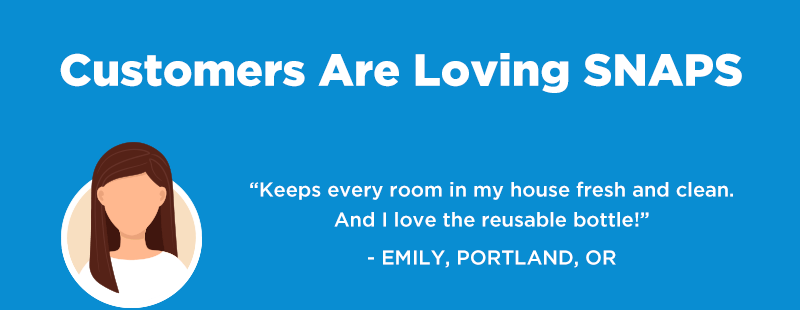 Customers Are Loving SNAPS
“Keeps every room in my house fresh and clean.
And I love the reusable bottle!”
- EMILY, PORTLAND, OR